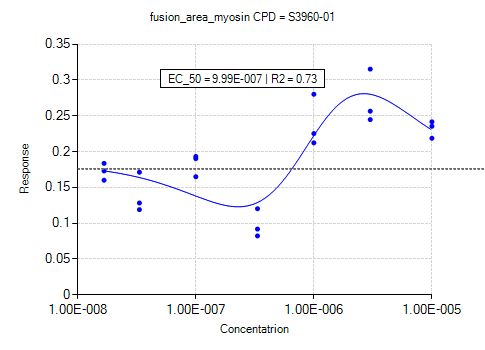 fusion_area_myosin CPD = S3960-01
0.35
EC_50 = 9.99E-007 | R2 = 0.73
0.3
0.25
0.2
Response
0.15
0.1
0.05
0
1.00E-008 1.00E-007 1.00E-006 1.00E-005
Concentatrion